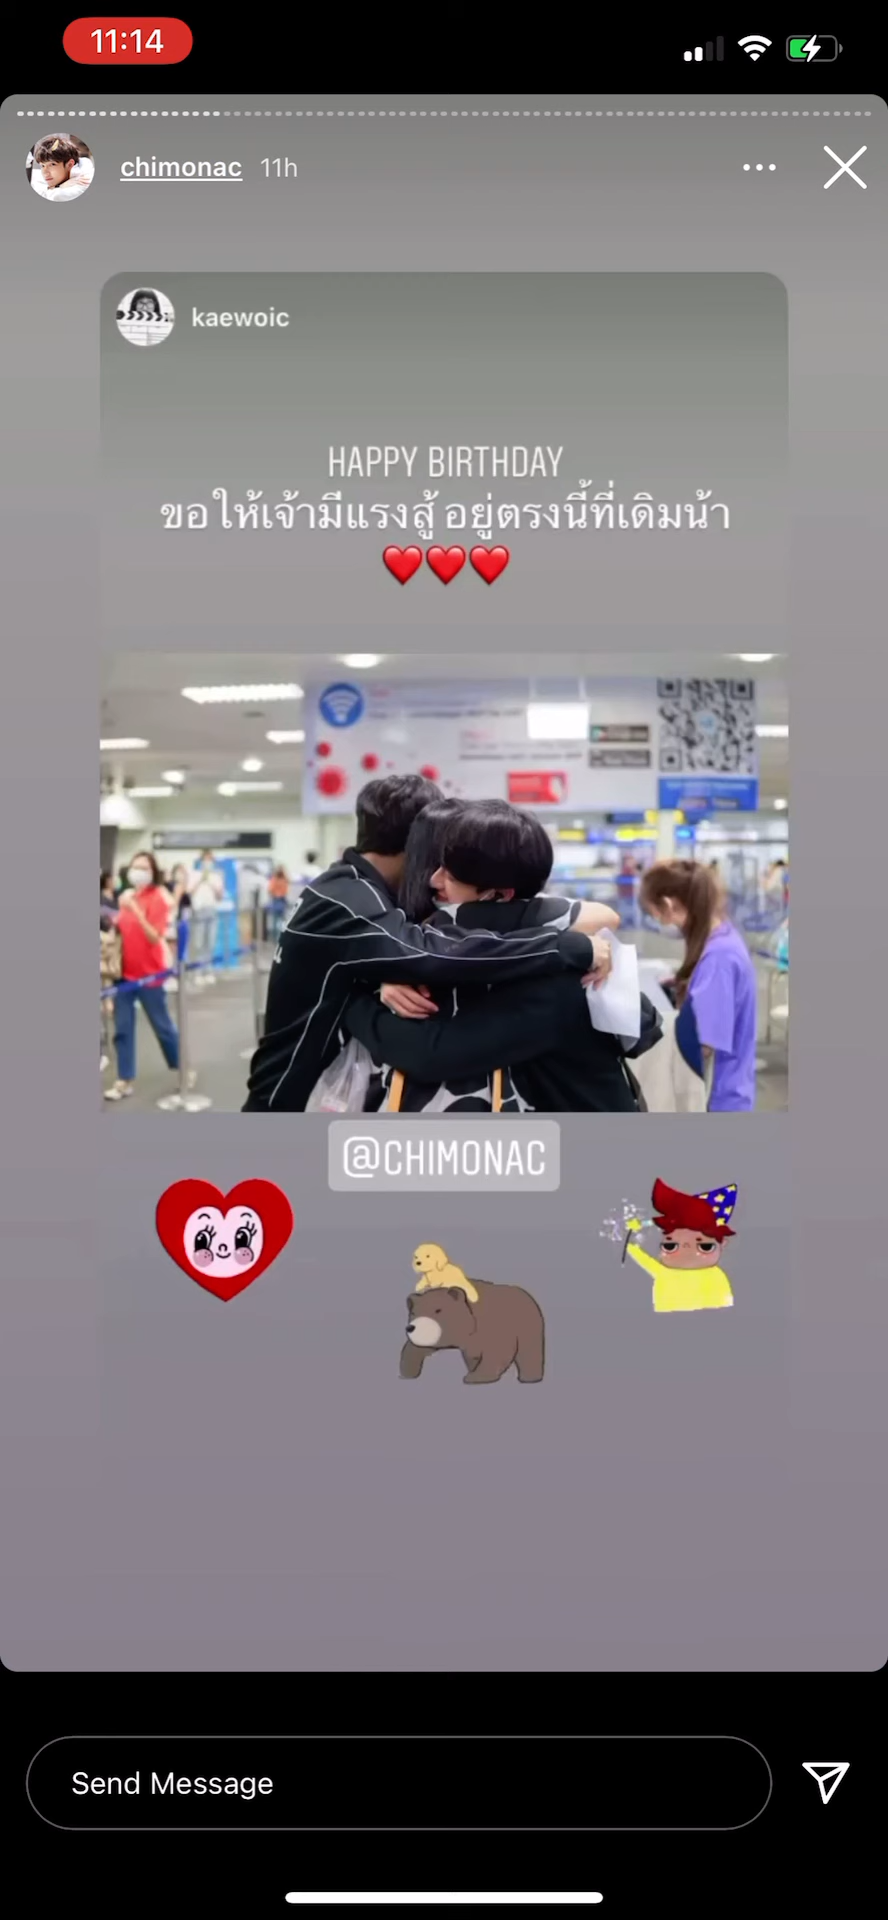 11:14
chimonac 11h
kaewoic
HAPPY BIRTHDAY
ขอให้เจ้ามีแรงสู้ อยู่ตรงนี้ที่เดิมน้า
❤️❤️❤️
@CHIMONAC
Send Message